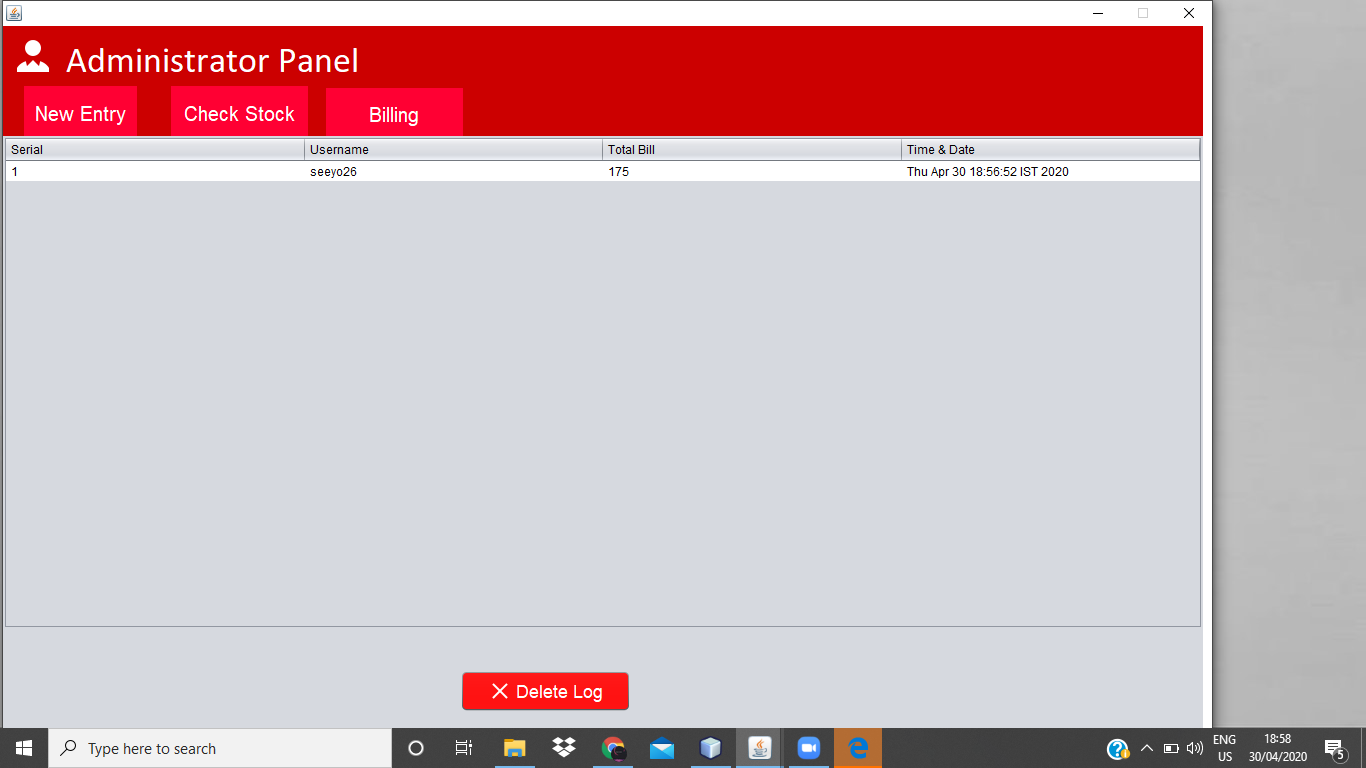 Administrator Panel
New Entry
Check Stock
Billing
Serial Username Total Bill Time & Date
1 seeyo26 175 Thu Apr 30 18:56:52 IST 2020
Delete Log
Type here to search
ENG
US
18:58
30/04/2020
5